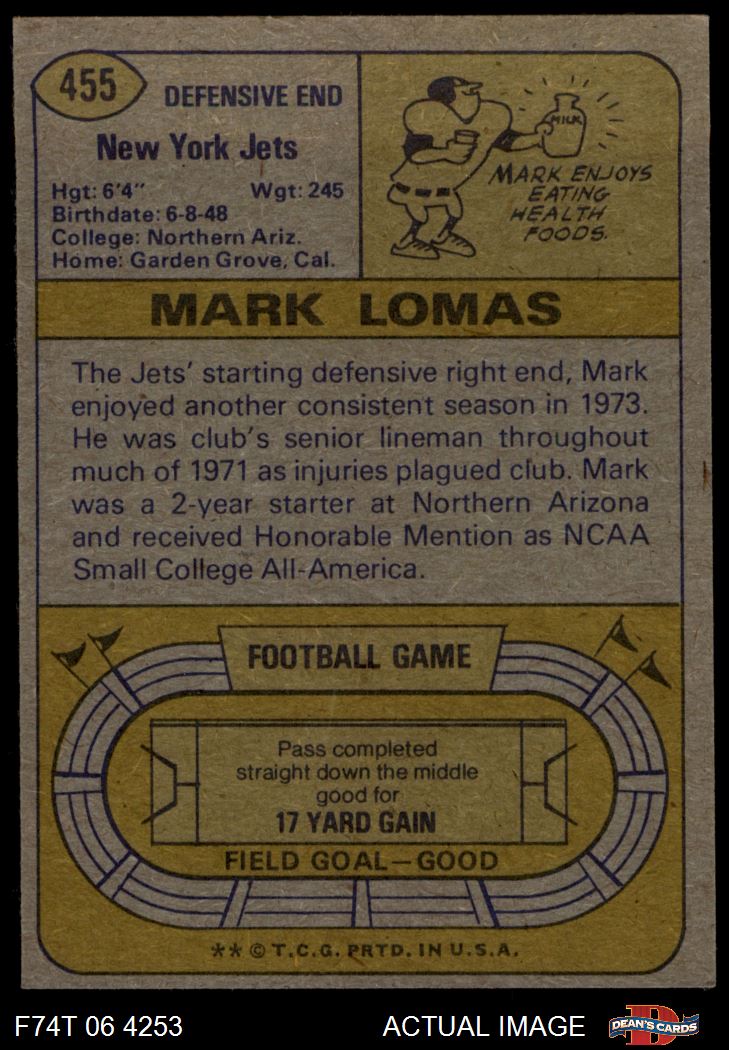 455
DEFENSIVE END
New York Jets
Hgt: 6'4" Wgt: 245
Birthdate: 6-8-48
College: Northern Ariz.
Home: Garden Grove, Cal.
MILK
MARK ENJOYS
EATING
HEALTH
FOODS.
MARK LOMAS
The Jets' starting defensive right end, Mark
enjoyed another consistent season in 1973.
He was club's senior lineman throughout
much of 1971 as injuries plagued club. Mark
was a 2-year starter at Northern Arizona
and received Honorable Mention as NCAA
Small College All-America.
FOOTBALL GAME
Pass completed
straight down the middle
good for
17 YARD GAIN
FIELD GOAL—GOOD
** © T.C.G. PRTD. IN U.S.A.
F74T 06 4253 ACTUAL IMAGE
D
DEAN'S CARDS